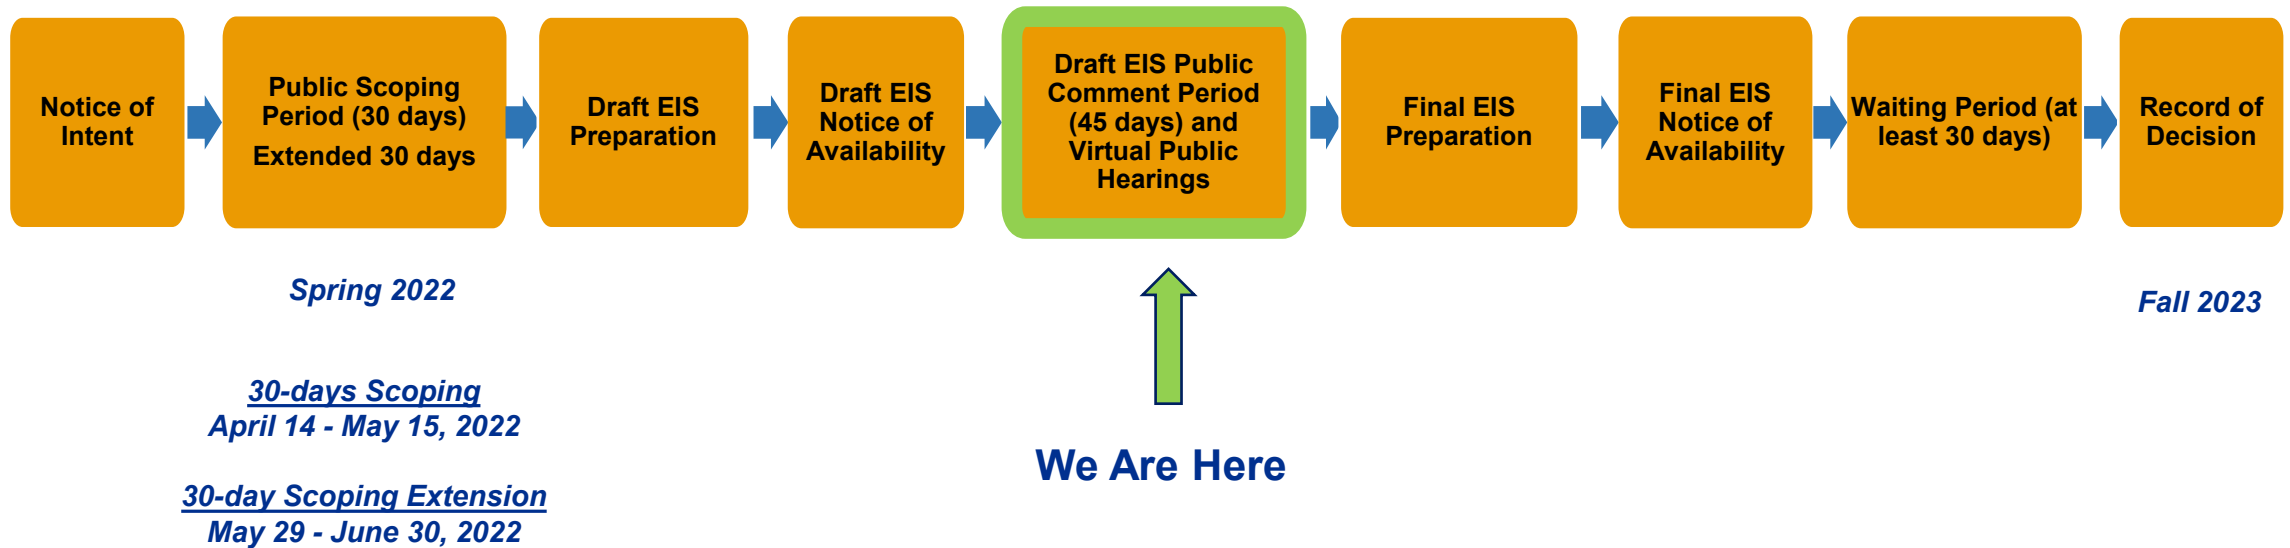 Notice of
Intent
Public Scoping
Period (30 days)
Extended 30 days
Draft EIS
Preparation
Draft EIS
Notice of
Availability
Draft EIS Public
Comment Period
(45 days) and
Virtual Public
Hearings
Final EIS
Preparation
Final EIS
Notice of
Availability
Waiting Period (at
least 30 days)
Record of
Decision
Spring 2022
Fall 2023
30-days Scoping
April 14 - May 15, 2022
30-day Scoping Extension
May 29 - June 30, 2022
We Are Here